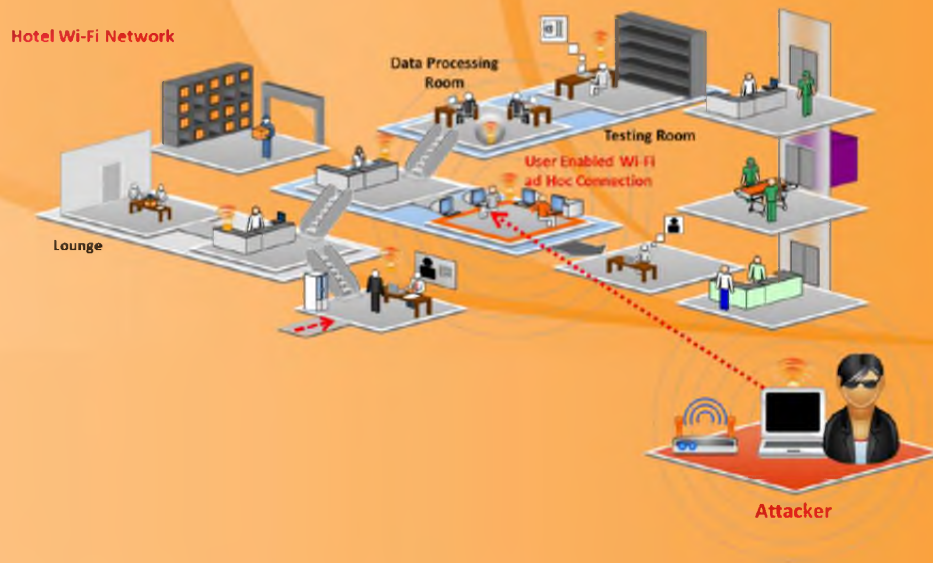 Hotel Wi-Fi Network
Data Processing
Room
Testing Room
User Enabled Wi-Fi
ad Hoc Connection
Lounge
Attacker